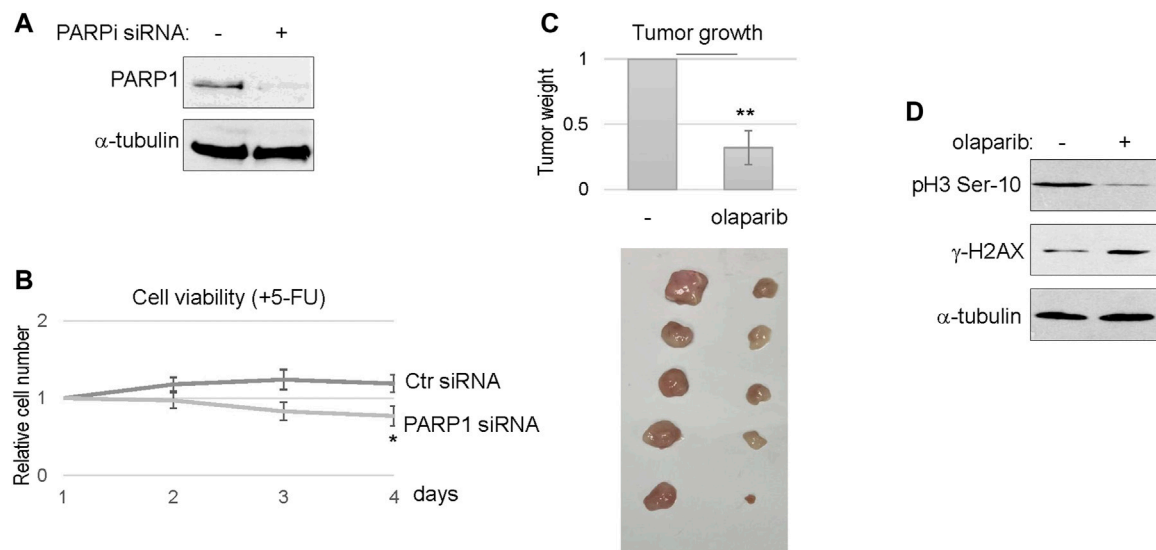 A
PARPi siRNA: - +
PARP1
α-tubulin
B
Cell viability (+5-FU)
Relative cell number
2
1
0
Ctr siRNA
PARP1 siRNA
*
1 2 3 4 days
C
Tumor growth
Tumor weight
1
0.5
0
**
- olaparib
D
olaparib: - +
pH3 Ser-10
γ-H2AX
α-tubulin